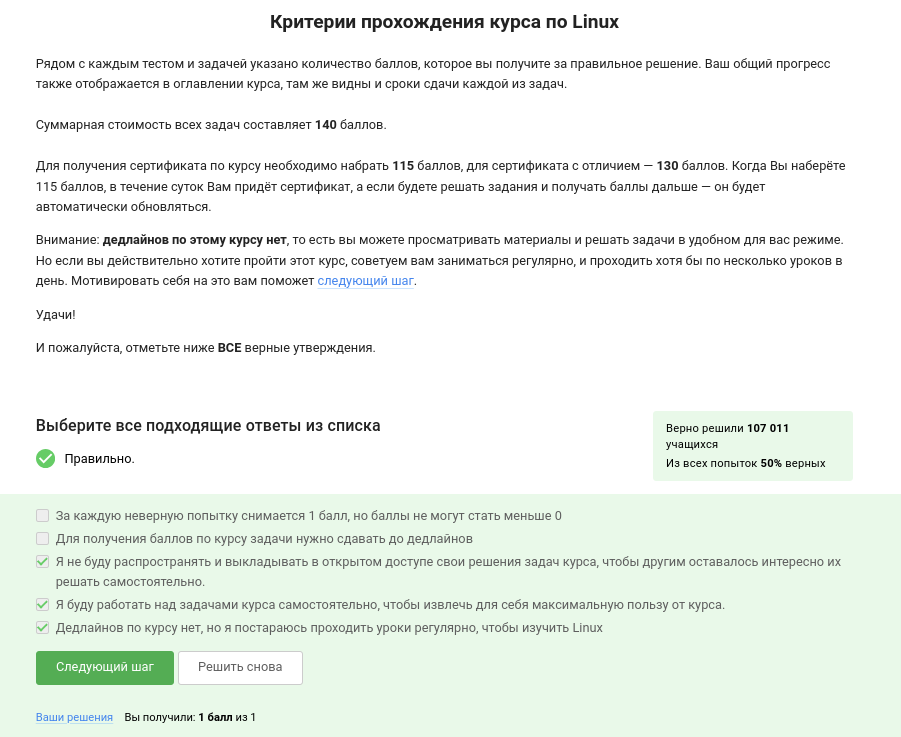 Критерии прохождения курса по Linux
Рядом с каждым тестом и задачей указано количество баллов, которое вы получите за правильное решение. Ваш общий прогресс
также отображается в оглавлении курса, там же видны и сроки сдачи каждой из задач.
Суммарная стоимость всех задач составляет 140 баллов.
Для получения сертификата по курсу необходимо набрать 115 баллов, для сертификата с отличием — 130 баллов. Когда Вы наберёте
115 баллов, в течение суток Вам придёт сертификат, а если будете решать задания и получать баллы дальше — он будет
автоматически обновляться.
Внимание: дедлайнов по этому курсу нет, то есть вы можете просматривать материалы и решать задачи в удобном для вас режиме.
Но если вы действительно хотите пройти этот курс, советуем вам заниматься регулярно, и проходить хотя бы по несколько уроков в
день. Мотивировать себя на это вам поможет следующий шаг.
Удачи!
И пожалуйста, отметьте ниже ВСЕ верные утверждения.
Выберите все подходящие ответы из списка
Правильно.
Верно решили 107 011
учащихся
Из всех попыток 50% верных
За каждую неверную попытку снимается 1 балл, но баллы не могут стать меньше 0
Для получения баллов по курсу задачи нужно сдавать до дедлайнов
Я не буду распространять и выкладывать в открытом доступе свои решения задач курса, чтобы другим оставалось интересно их
решать самостоятельно.
Я буду работать над задачами курса самостоятельно, чтобы извлечь для себя максимальную пользу от курса.
Дедлайнов по курсу нет, но я постараюсь проходить уроки регулярно, чтобы изучить Linux
Следующий шаг Решить снова
Ваши решения Вы получили: 1 балл из 1